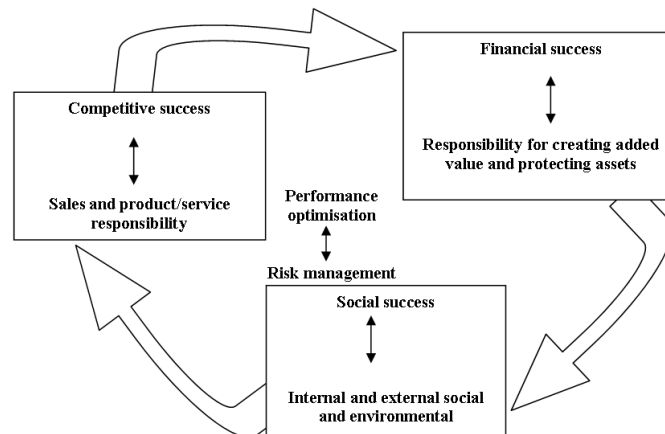 Financial success
Responsibility for creating added
value and protecting assets
Competitive success
Sales and product/service
responsibility
Performance
optimisation
Risk management
Social success
Internal and external social
and environmental